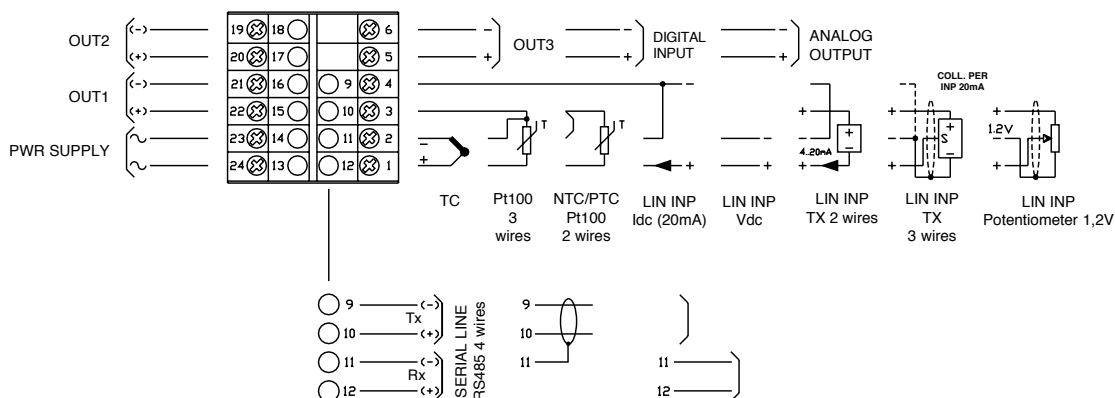 OUT2
(-)
(+)
OUT1
(-)
(+)
PWR SUPPLY
19 18 6
20 17 5
21 16 9 4
22 15 10 3
23 14 11 2
24 13 12 1
- OUT3
+
- DIGITAL
+ INPUT
- ANALOG
+ OUTPUT
-
+
TC
T
Pt100
3
wires
T
NTC/PTC
Pt100
2 wires
-
+
LIN INP
Idc (20mA)
-
+
LIN INP
Vdc
+
-
+
4..20mA
+
LIN INP
TX 2 wires
COLL. PER
INP 20mA
-
+
-
+
+
S
-
LIN INP
TX
3 wires
+
1.2V
-
+
LIN INP
Potentiometer 1,2V
9 (-)
Tx
10 (+)
11 (-)
Rx
12 (+)
SERIAL LINE
RS485 4 wires
9
10
11
11
12